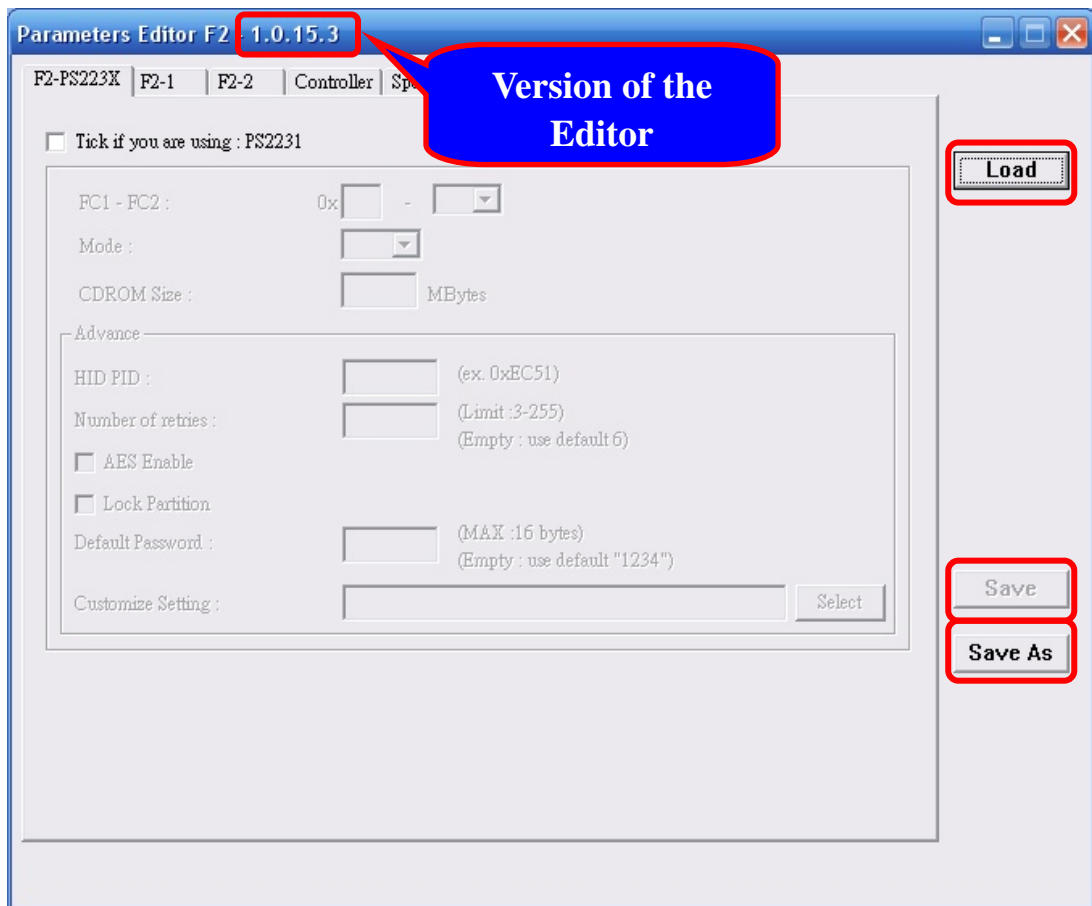 Parameters Editor F2 - 1.0.15.3
F2-PS223X F2-1 F2-2 Controller
Version of the
Editor
Tick if you are using : PS2231
Load
FC1 - FC2 : 0x -
Mode :
CDROM Size : MBytes
Advance
HID PID : (ex. 0xEC51)
Number of retries : (Limit :3-255)
(Empty : use default 6)
AES Enable
Lock Partition
Default Password : (MAX :16 bytes)
(Empty : use default "1234")
Customize Setting : Select
Save
Save As